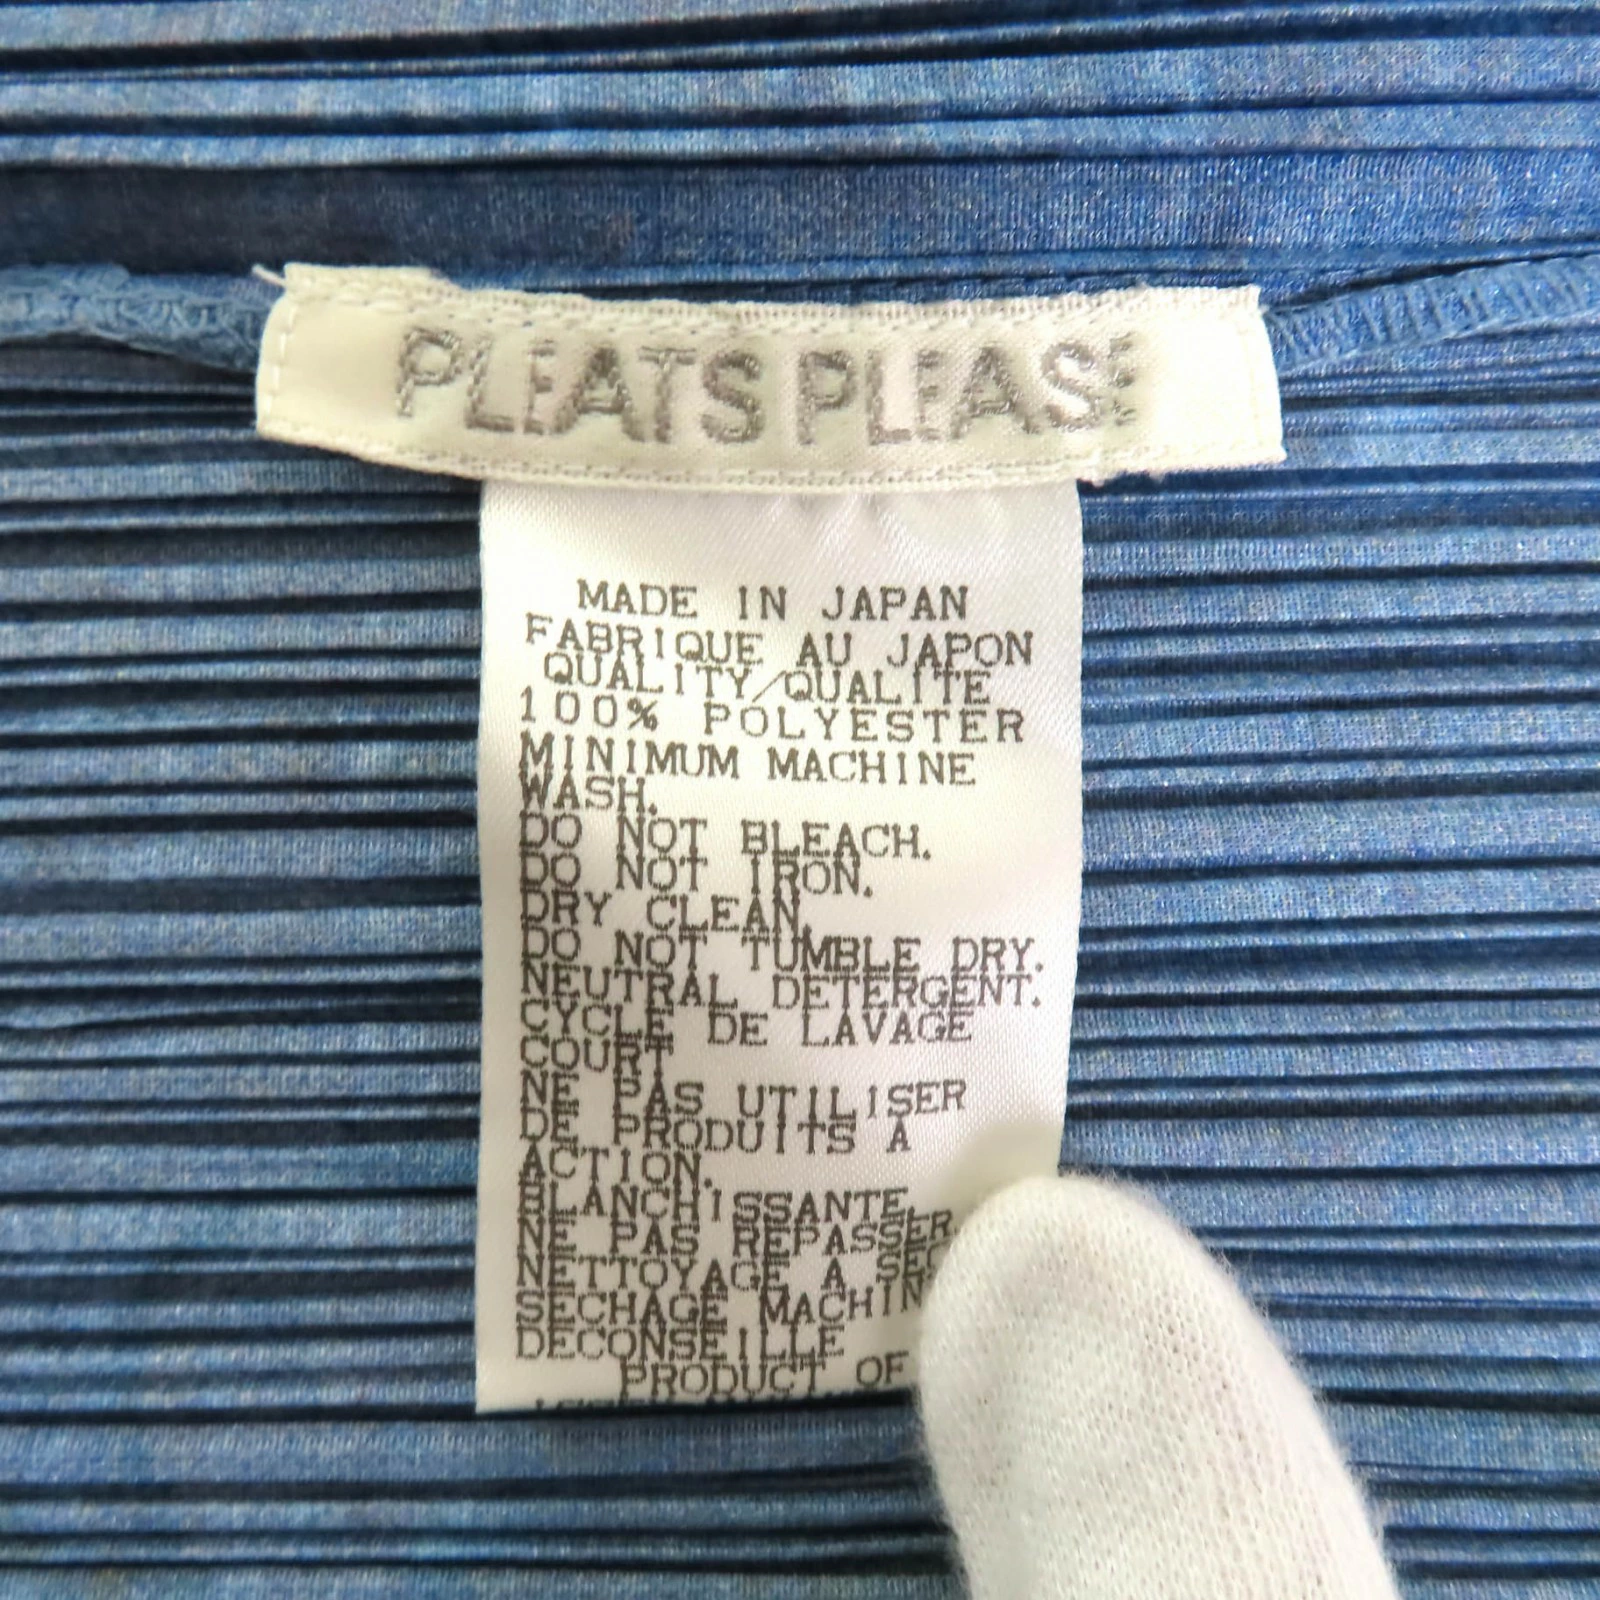 PLEATS PLEASE
MADE IN JAPAN
FABRIQUE AU JAPON
QUALITY/QUALITE
100% POLYESTER
MINIMUM MACHINE
WASH.
DO NOT BLEACH.
DO NOT IRON.
DRY CLEAN.
DO NOT TUMBLE DRY.
NEUTRAL DETERGENT.
CYCLE DE LAVAGE
COURT
NE PAS UTILISER
DE PRODUITS A
ACTION.
BLANCHISSANTE.
NE PAS REPASSER.
NETTOYAGE A SEC
SECHAGE MACHIN
DECONSEILLE
PRODUCT OF